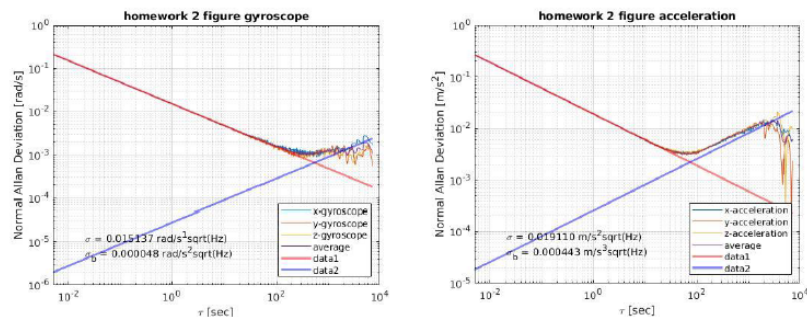 homework 2 figure gyroscope
Normal Allan Deviation [rad/s]
10^0
10^-1
10^-2
10^-3
10^-4
10^-5
10^-6
σ = 0.015137 rad/s^1sqrt(Hz)
σ_b = 0.000048 rad/s^2sqrt(Hz)
x-gyroscope
y-gyroscope
z-gyroscope
average
data1
data2
10^-2
10^0
10^2
10^4
τ [sec]
homework 2 figure acceleration
Normal Allan Deviation [m/s^2]
10^0
10^-1
10^-2
10^-3
10^-4
10^-5
σ = 0.019110 m/s^2sqrt(Hz)
σ_b = 0.000443 m/s^3sqrt(Hz)
x-acceleration
y-acceleration
z-acceleration
average
data1
data2
10^-2
10^0
10^2
10^4
τ [sec]